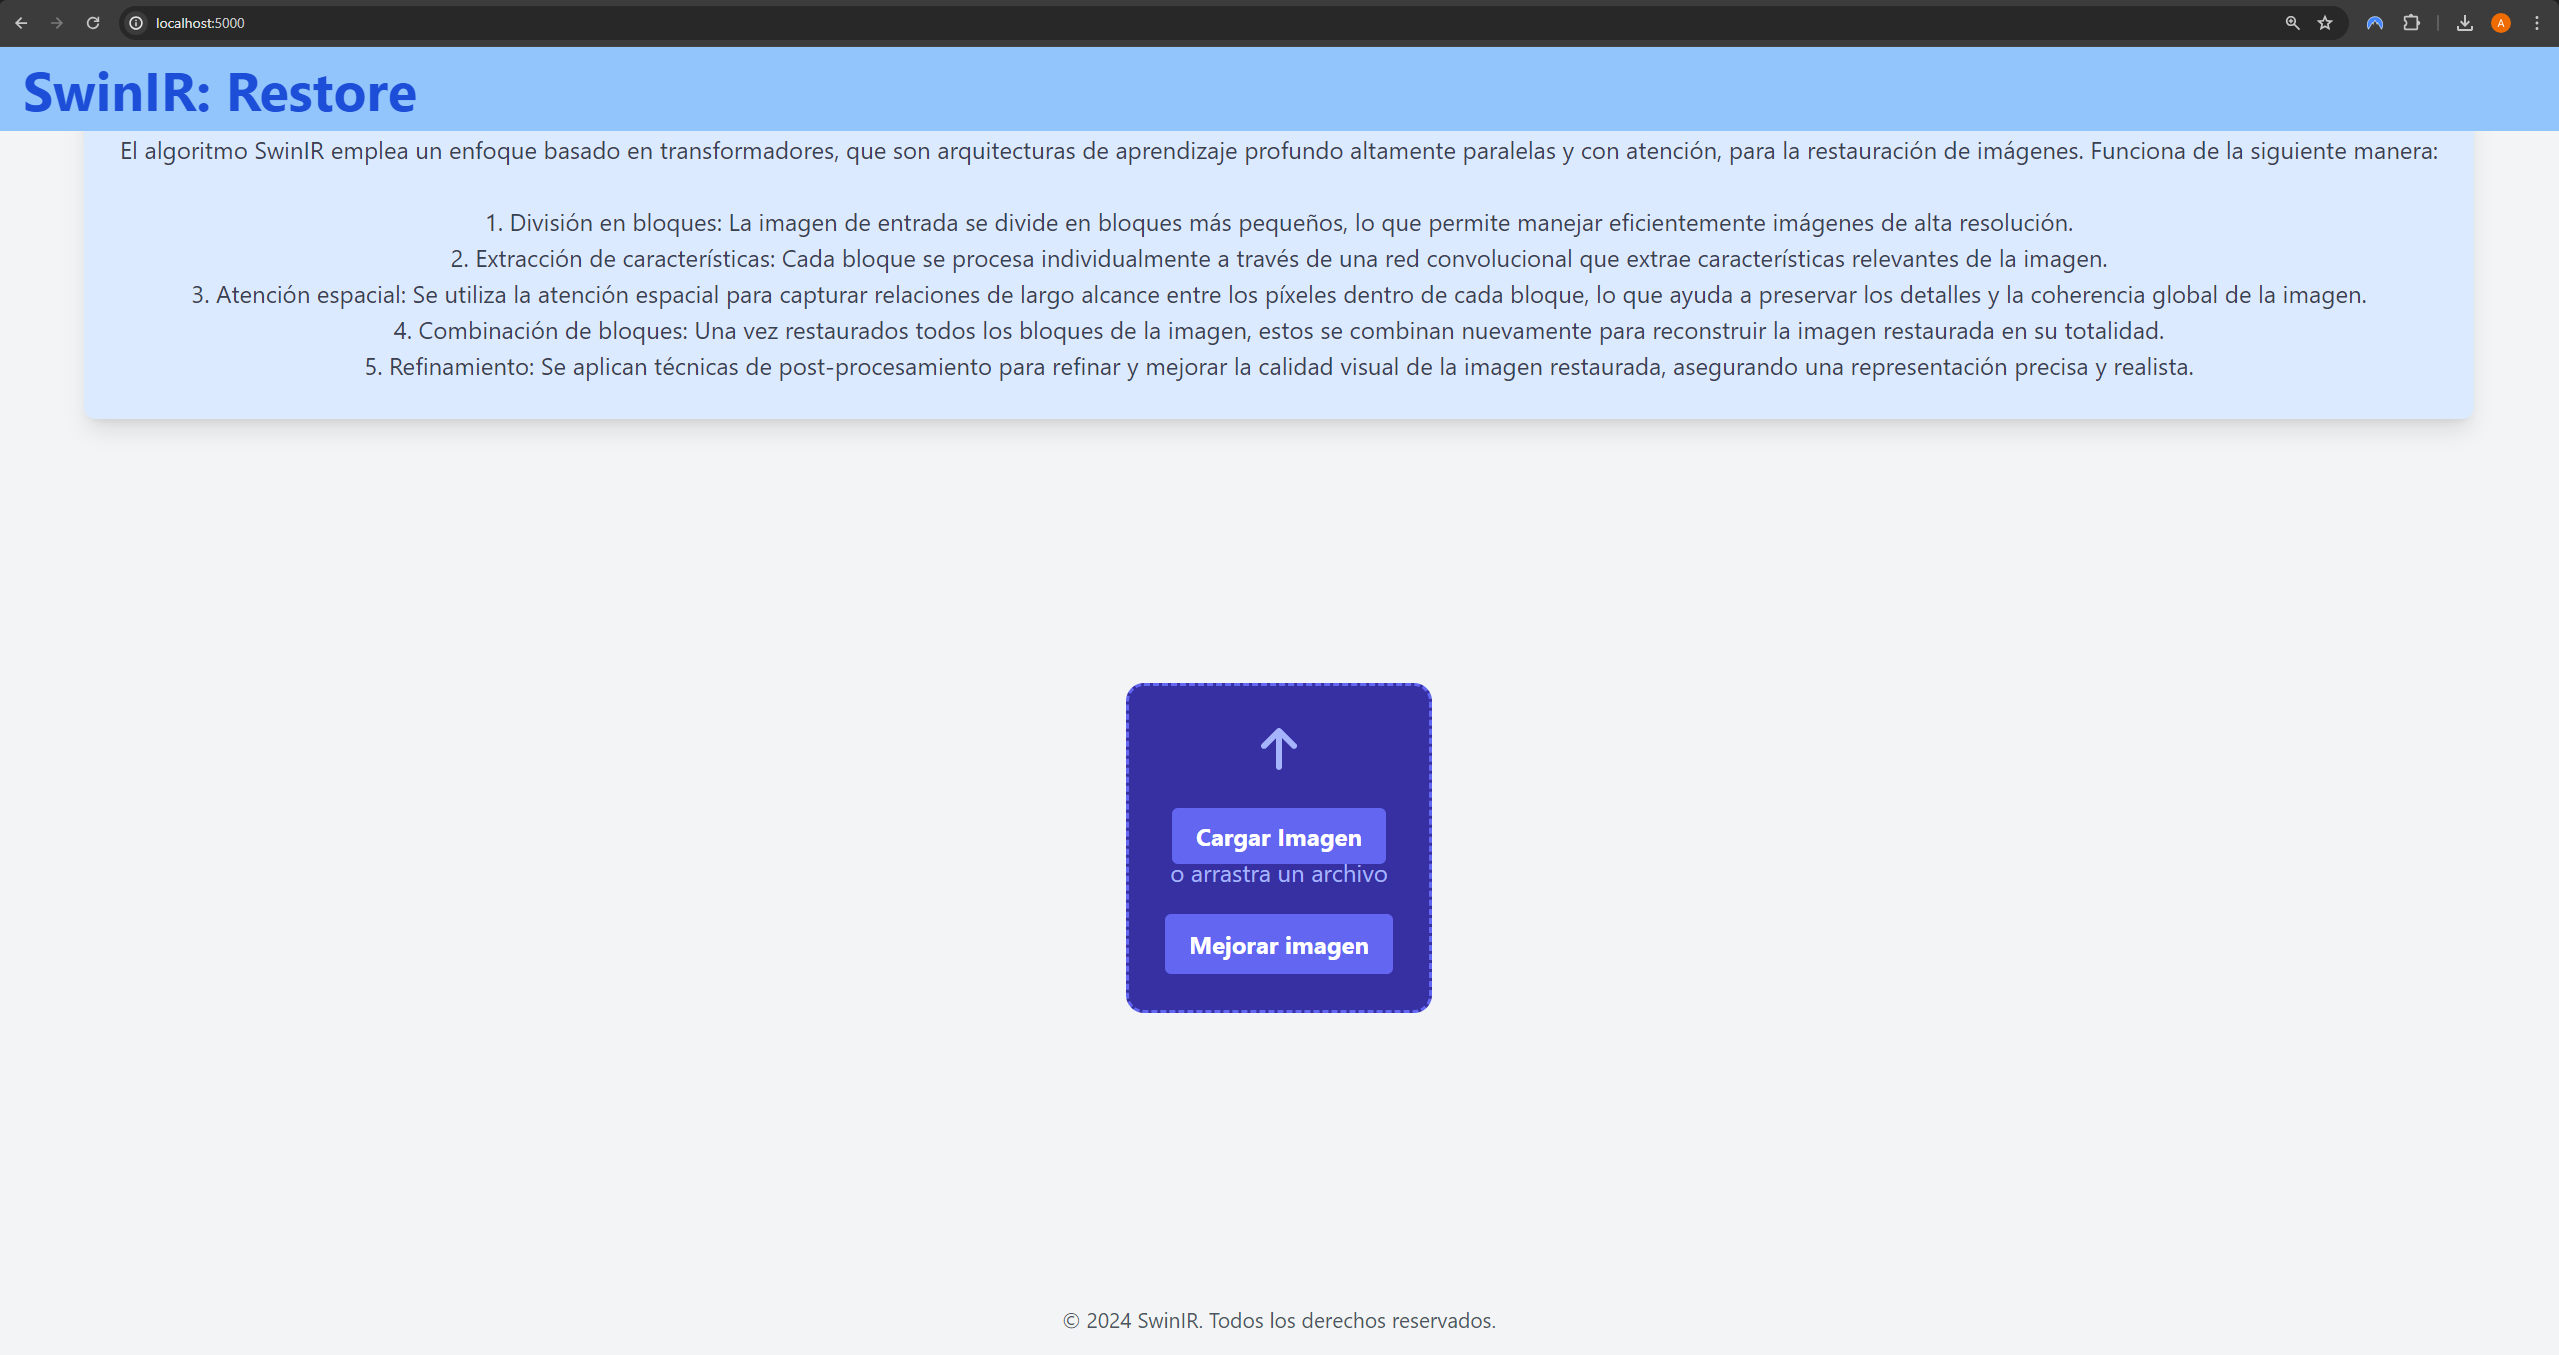 localhost:5000
A
SwinIR: Restore
El algoritmo SwinIR emplea un enfoque basado en transformadores, que son arquitecturas de aprendizaje profundo altamente paralelas y con atención, para la restauración de imágenes. Funciona de la siguiente manera:
1. División en bloques: La imagen de entrada se divide en bloques más pequeños, lo que permite manejar eficientemente imágenes de alta resolución.
2. Extracción de características: Cada bloque se procesa individualmente a través de una red convolucional que extrae características relevantes de la imagen.
3. Atención espacial: Se utiliza la atención espacial para capturar relaciones de largo alcance entre los píxeles dentro de cada bloque, lo que ayuda a preservar los detalles y la coherencia global de la imagen.
4. Combinación de bloques: Una vez restaurados todos los bloques de la imagen, estos se combinan nuevamente para reconstruir la imagen restaurada en su totalidad.
5. Refinamiento: Se aplican técnicas de post-procesamiento para refinar y mejorar la calidad visual de la imagen restaurada, asegurando una representación precisa y realista.
Cargar Imagen
o arrastra un archivo
Mejorar imagen
© 2024 SwinIR. Todos los derechos reservados.